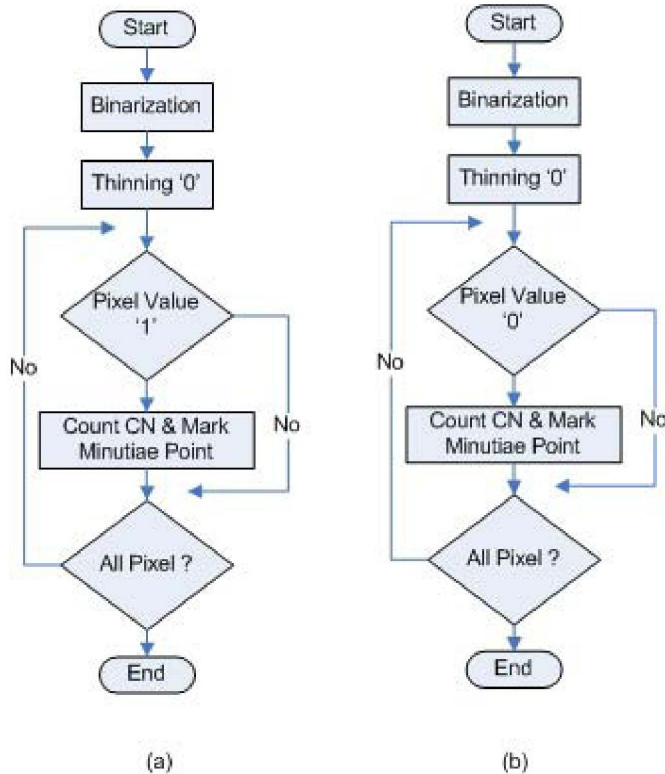 Start
Binarization
Thinning ‘0’
Pixel Value
‘1’
No
Count CN & Mark
Minutiae Point
No
All Pixel ?
End
(a)
Start
Binarization
Thinning ‘0’
Pixel Value
‘0’
No
Count CN & Mark
Minutiae Point
No
All Pixel ?
End
(b)